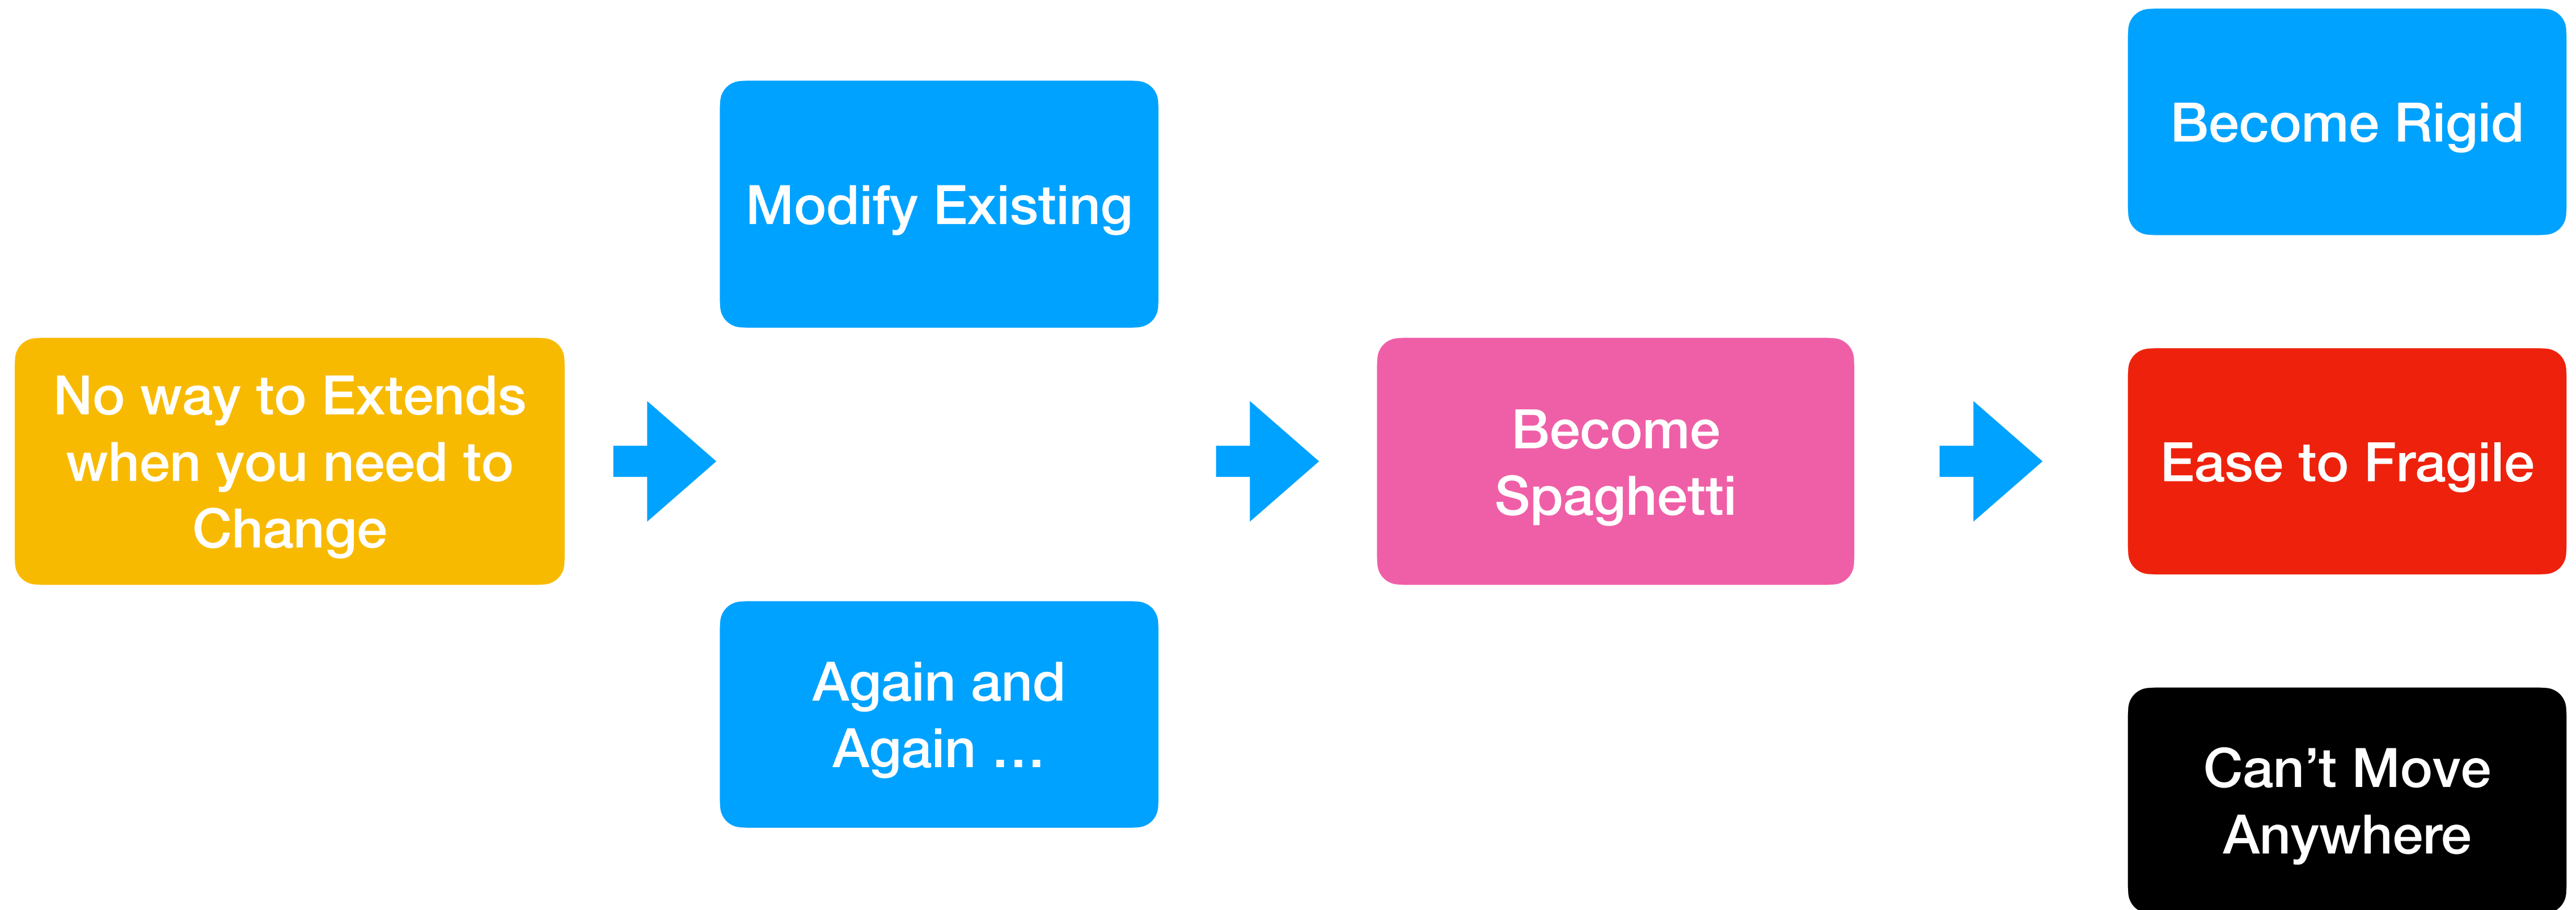 No way to Extends
when you need to
Change
Modify Existing
Again and
Again …
Become
Spaghetti
Become Rigid
Ease to Fragile
Can’t Move
Anywhere